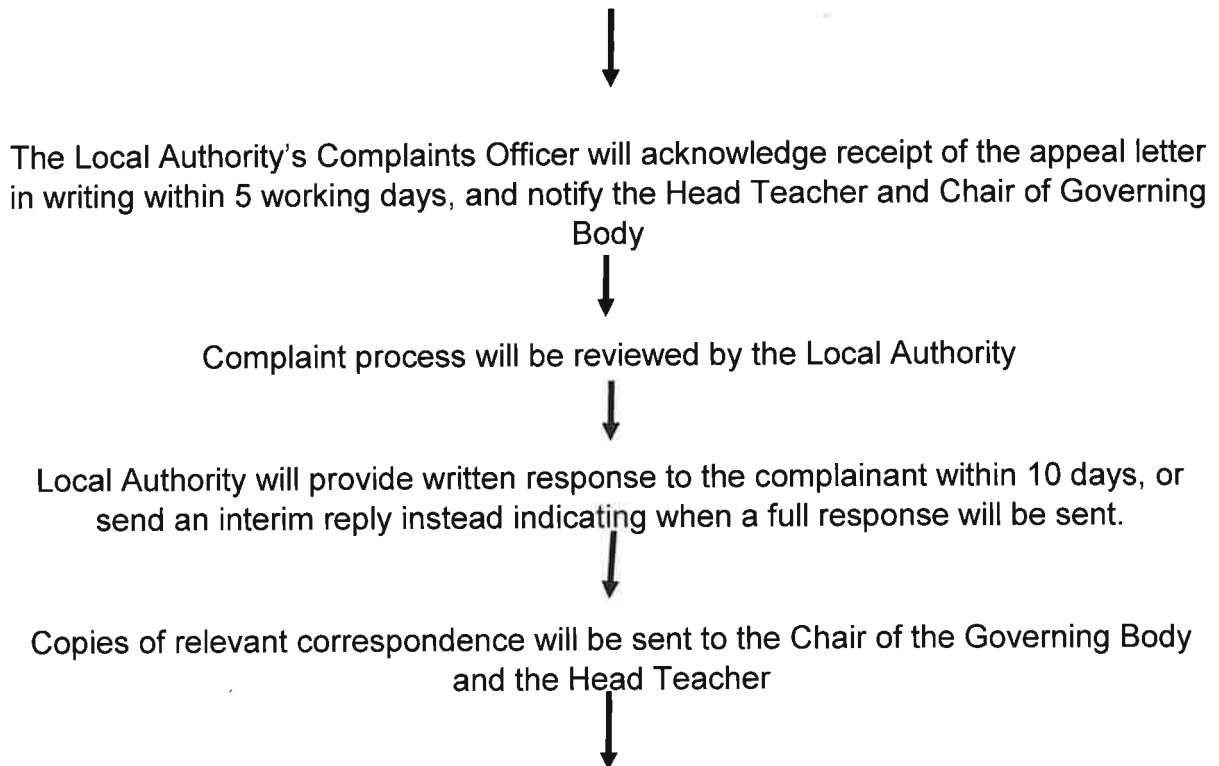 The Local Authority's Complaints Officer will acknowledge receipt of the appeal letter
in writing within 5 working days, and notify the Head Teacher and Chair of Governing
Body
Complaint process will be reviewed by the Local Authority
Local Authority will provide written response to the complainant within 10 days, or
send an interim reply instead indicating when a full response will be sent.
Copies of relevant correspondence will be sent to the Chair of the Governing Body
and the Head Teacher